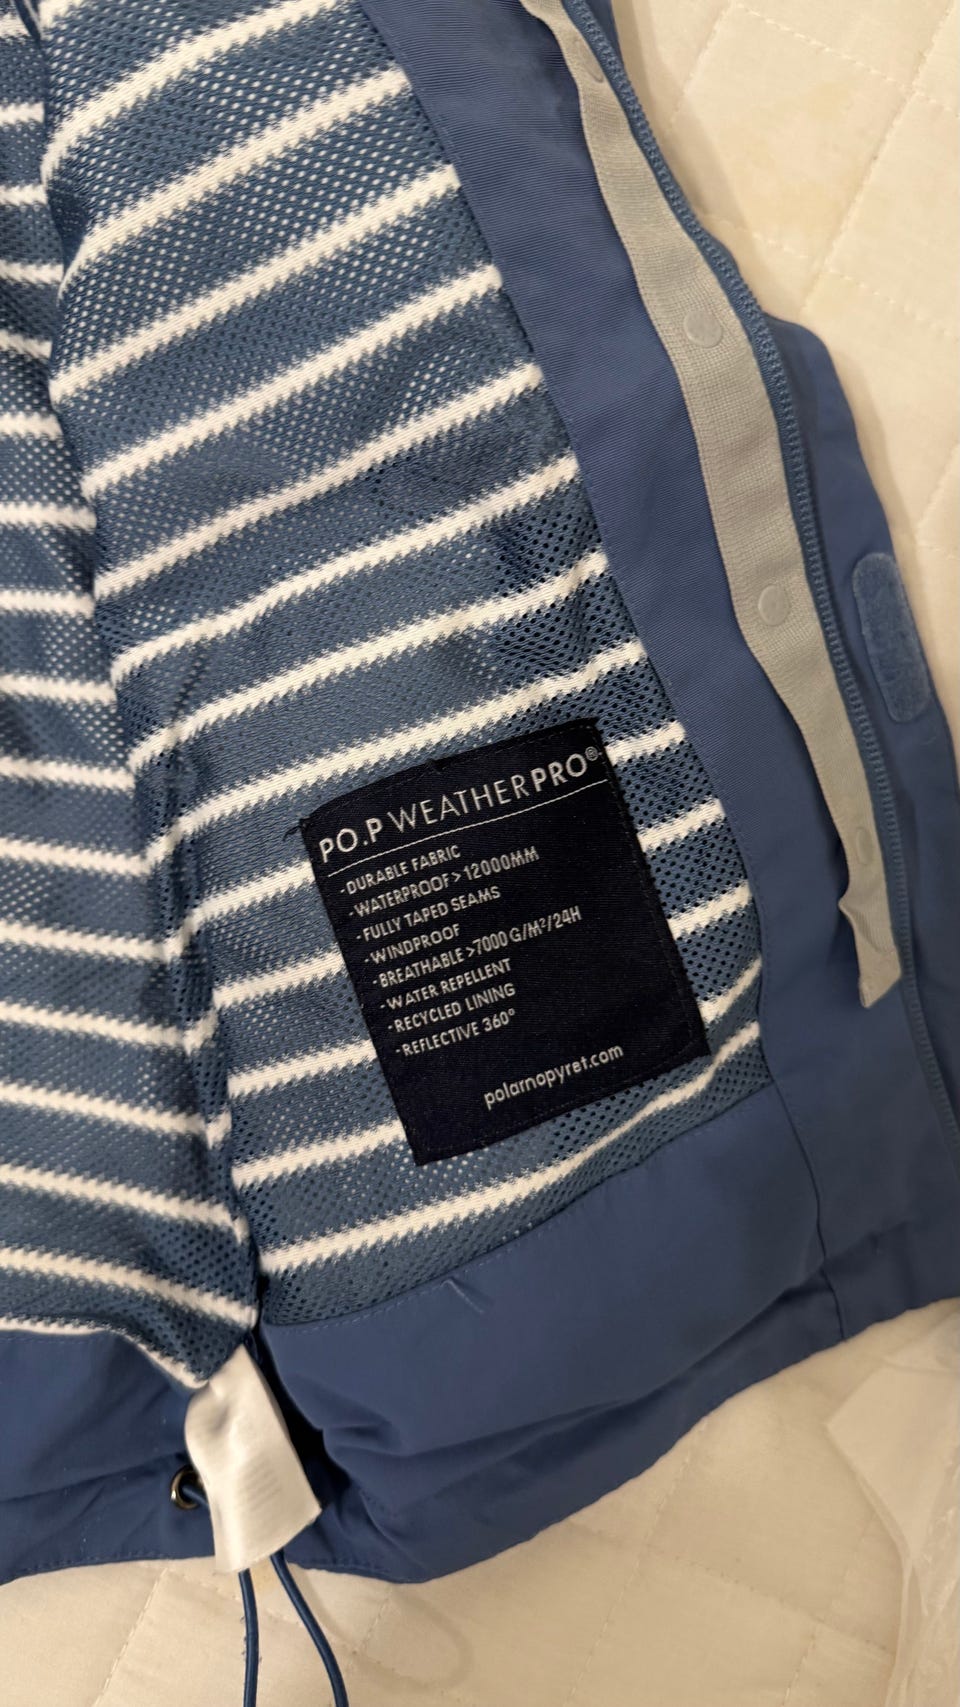 PO.P WEATHERPRO®
-DURABLE FABRIC
-WATERPROOF > 12000MM
-FULLY TAPED SEAMS
-WINDPROOF
-BREATHABLE >7000 G/M²/24H
-WATER REPELLENT
-RECYCLED LINING
-REFLECTIVE 360°
polarnopyret.com